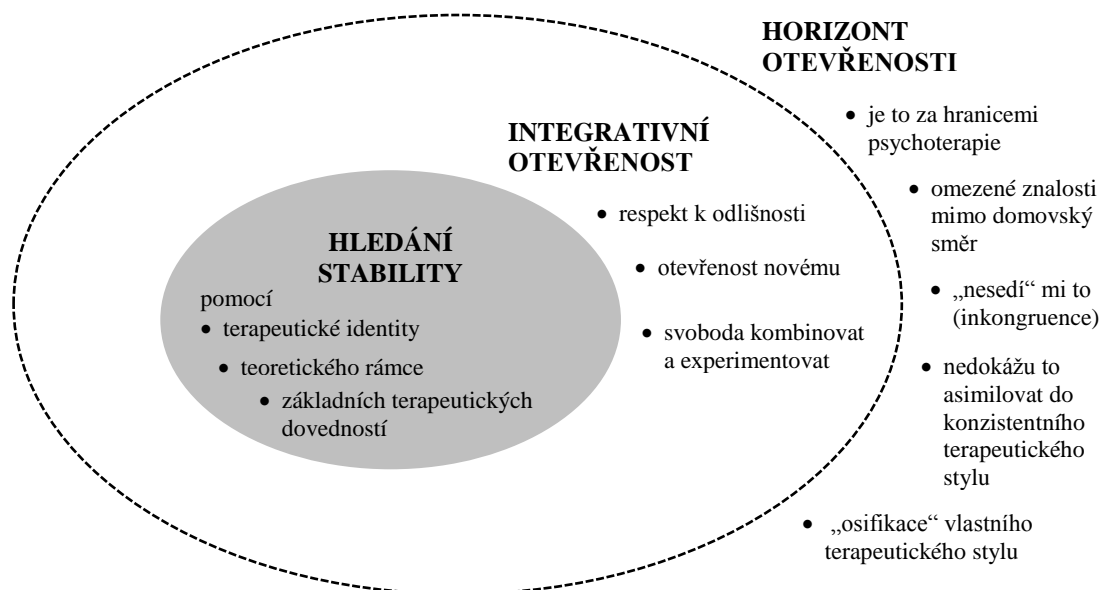 HORIZONT
OTEVŘENOSTI
• je to za hranicemi
psychoterapie
• omezené znalosti
mimo domovský
směr
• „nesedí“ mi to
(inkongruence)
• nedokážu to
asimilovat do
konzistentního
terapeutického
stylu
• „osifikace“ vlastního
terapeutického stylu
INTEGRATIVNÍ
OTEVŘENOST
• respekt k odlišnosti
• otevřenost novému
• svoboda kombinovat
a experimentovat
HLEDÁNÍ
STABILITY
pomocí
• terapeutické identity
• teoretického rámce
• základních terapeutických
dovedností